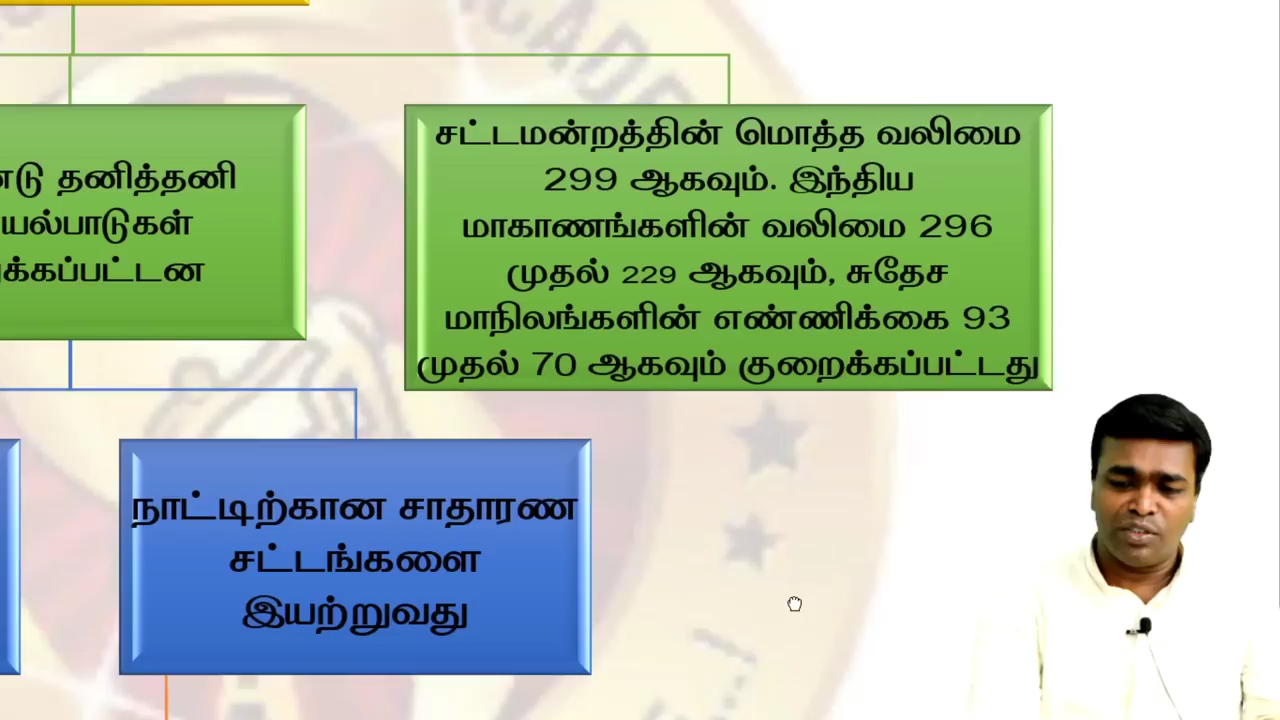 ACADE
சட்டமன்றத்தின் மொத்த வலிமை
299 ஆகவும். இந்திய
மாகாணங்களின் வலிமை 296
முதல் 229 ஆகவும், சுதேச
மாநிலங்களின் எண்ணிக்கை 93
முதல் 70 ஆகவும் குறைக்கப்பட்டது
ண்டு தனித்தனி
யல்பாடுகள்
க்கப்பட்டன
நாட்டிற்கான சாதாரண
சட்டங்களை
இயற்றுவது